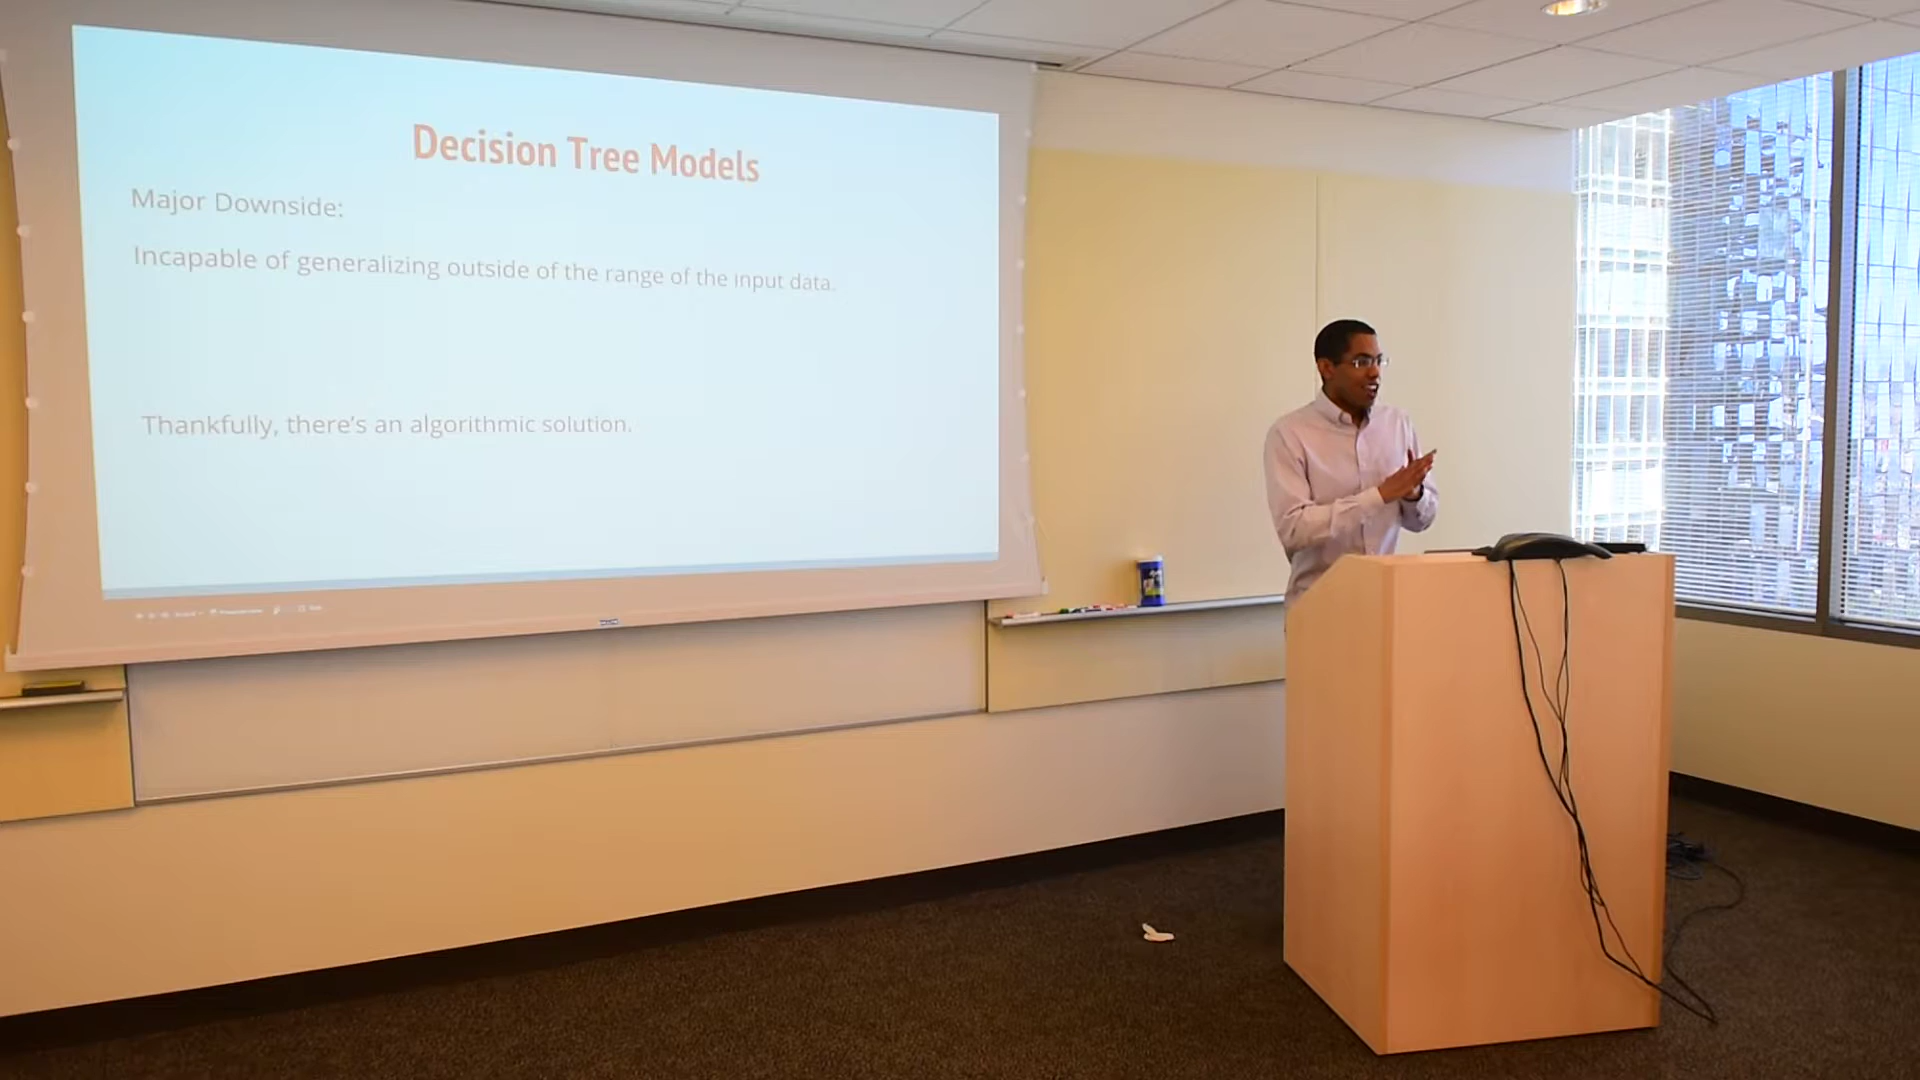 Decision Tree Models
Major Downside:
Incapable of generalizing outside of the range of the input data.
Thankfully, there's an algorithmic solution.